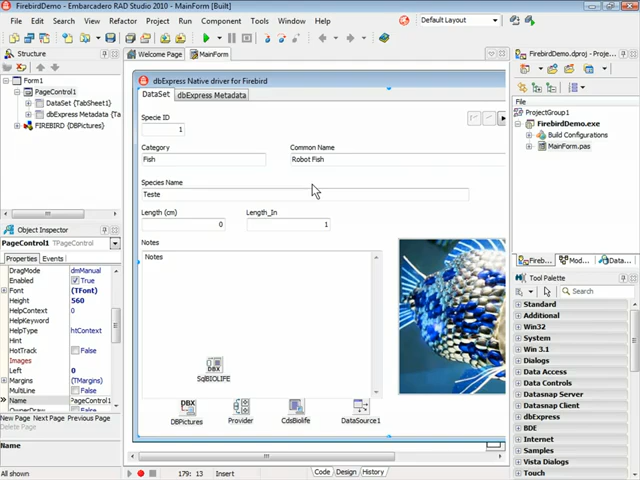 FirebirdDemo - Embarcadero RAD Studio 2010 - MainForm [Built]
File Edit Search View Refactor Project Run Component Tools Window Help
Default Layout
Structure
Form1
PageControl1
DataSet (TabSheet1)
dbExpress Metadata (Ta
FIREBIRD (DBPictures)
Object Inspector
PageControl1 TPageControl
Properties Events
DragMode dmManual
Enabled True
Font (TFont)
Height 560
HelpContext 0
HelpKeyword
HelpType htContext
Hint
HotTrack False
Images
Left 0
Margins (TMargins)
MultiLine False
Name PageControl1
OwnerDraw
New Page Next Page Previous Page
Delete Page
Name
All shown
Welcome Page MainForm
dbExpress Native driver for Firebird
DataSet dbExpress Metadata
Specie ID
1
Category Common Name
Fish Robot Fish
Species Name
Teste
Length (cm) Length_In
0 1
Notes
Notes
DBX
SqlBIOLIFE
DBX
DBPictures Provider CdsBiolife DataSource1
179: 13 Insert Code Design History
FirebirdDemo.dproj - Proje...
File
ProjectGroup1
FirebirdDemo.exe
Build Configurations
MainForm.pas
Fireb... Mod... Data...
Tool Palette
Search
Standard
Additional
Win32
System
Win 3.1
Dialogs
Data Access
Data Controls
Datasnap Server
Datasnap Client
dbExpress
BDE
Internet
Samples
Vista Dialogs
Touch